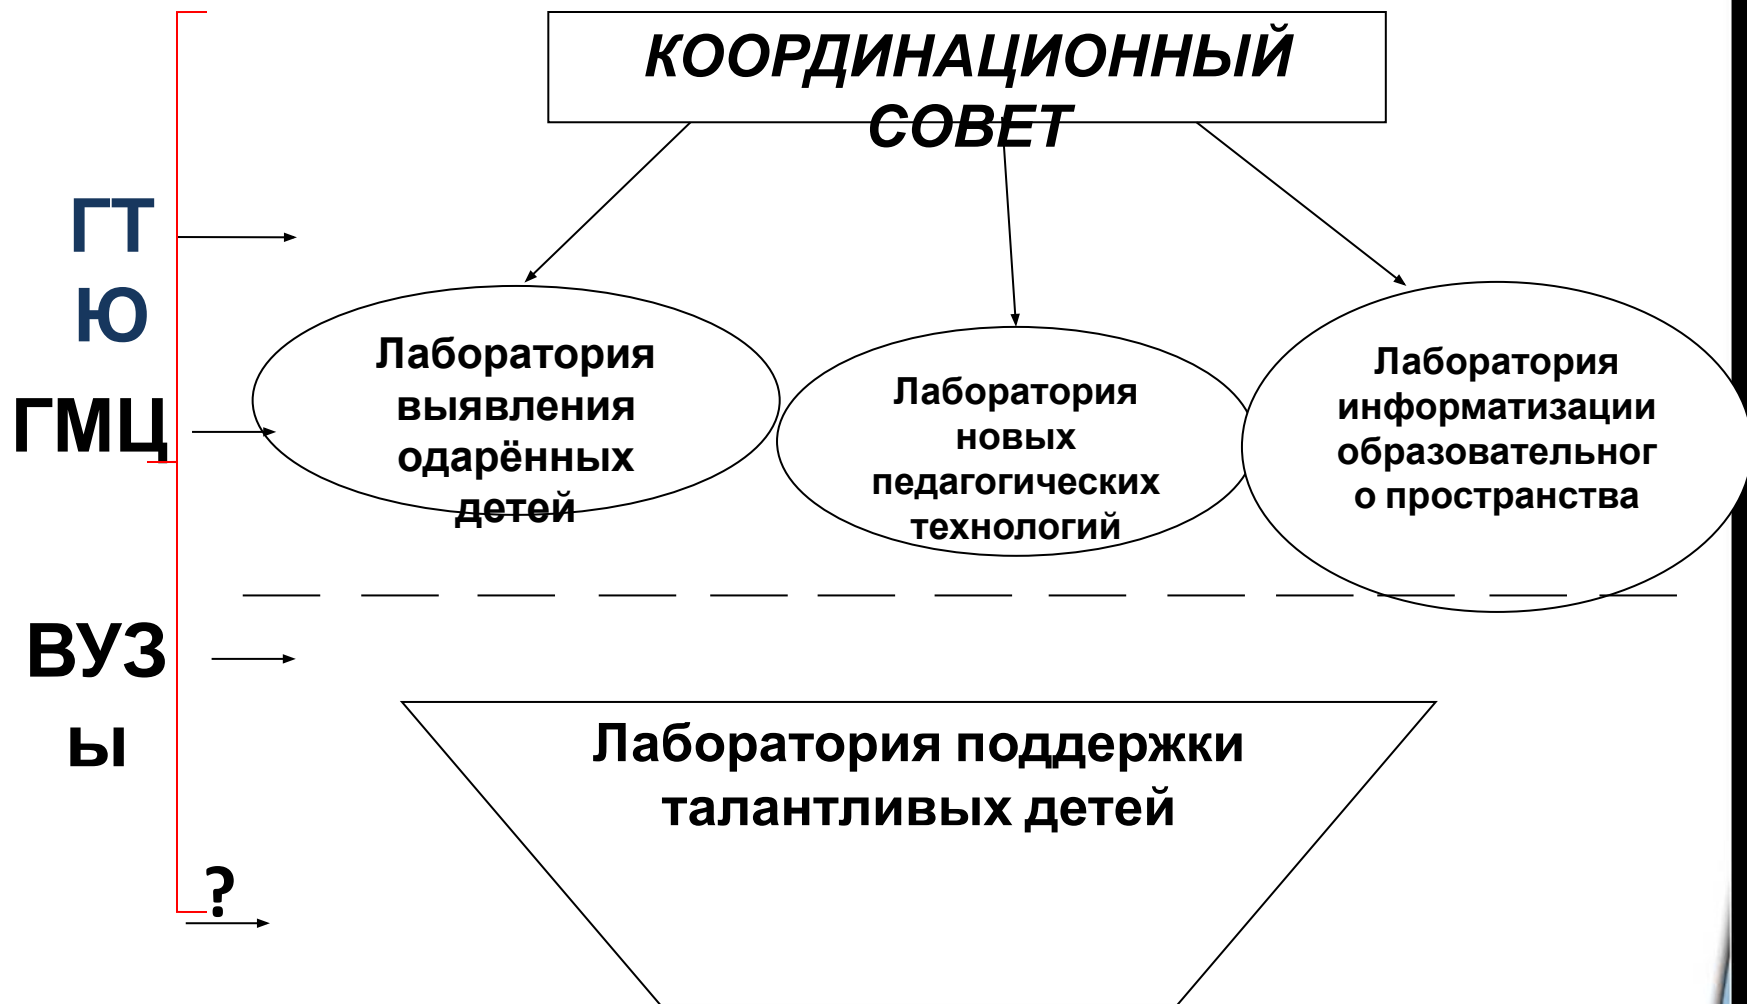 КООРДИНАЦИОННЫЙ
СОВЕТ
ГТ
Ю
ГМЦ
ВУЗ
ы
?
Лаборатория
выявления
одарённых
детей
Лаборатория
новых
педагогических
технологий
Лаборатория
информатизации
образовательног
о пространства
Лаборатория поддержки
талантливых детей